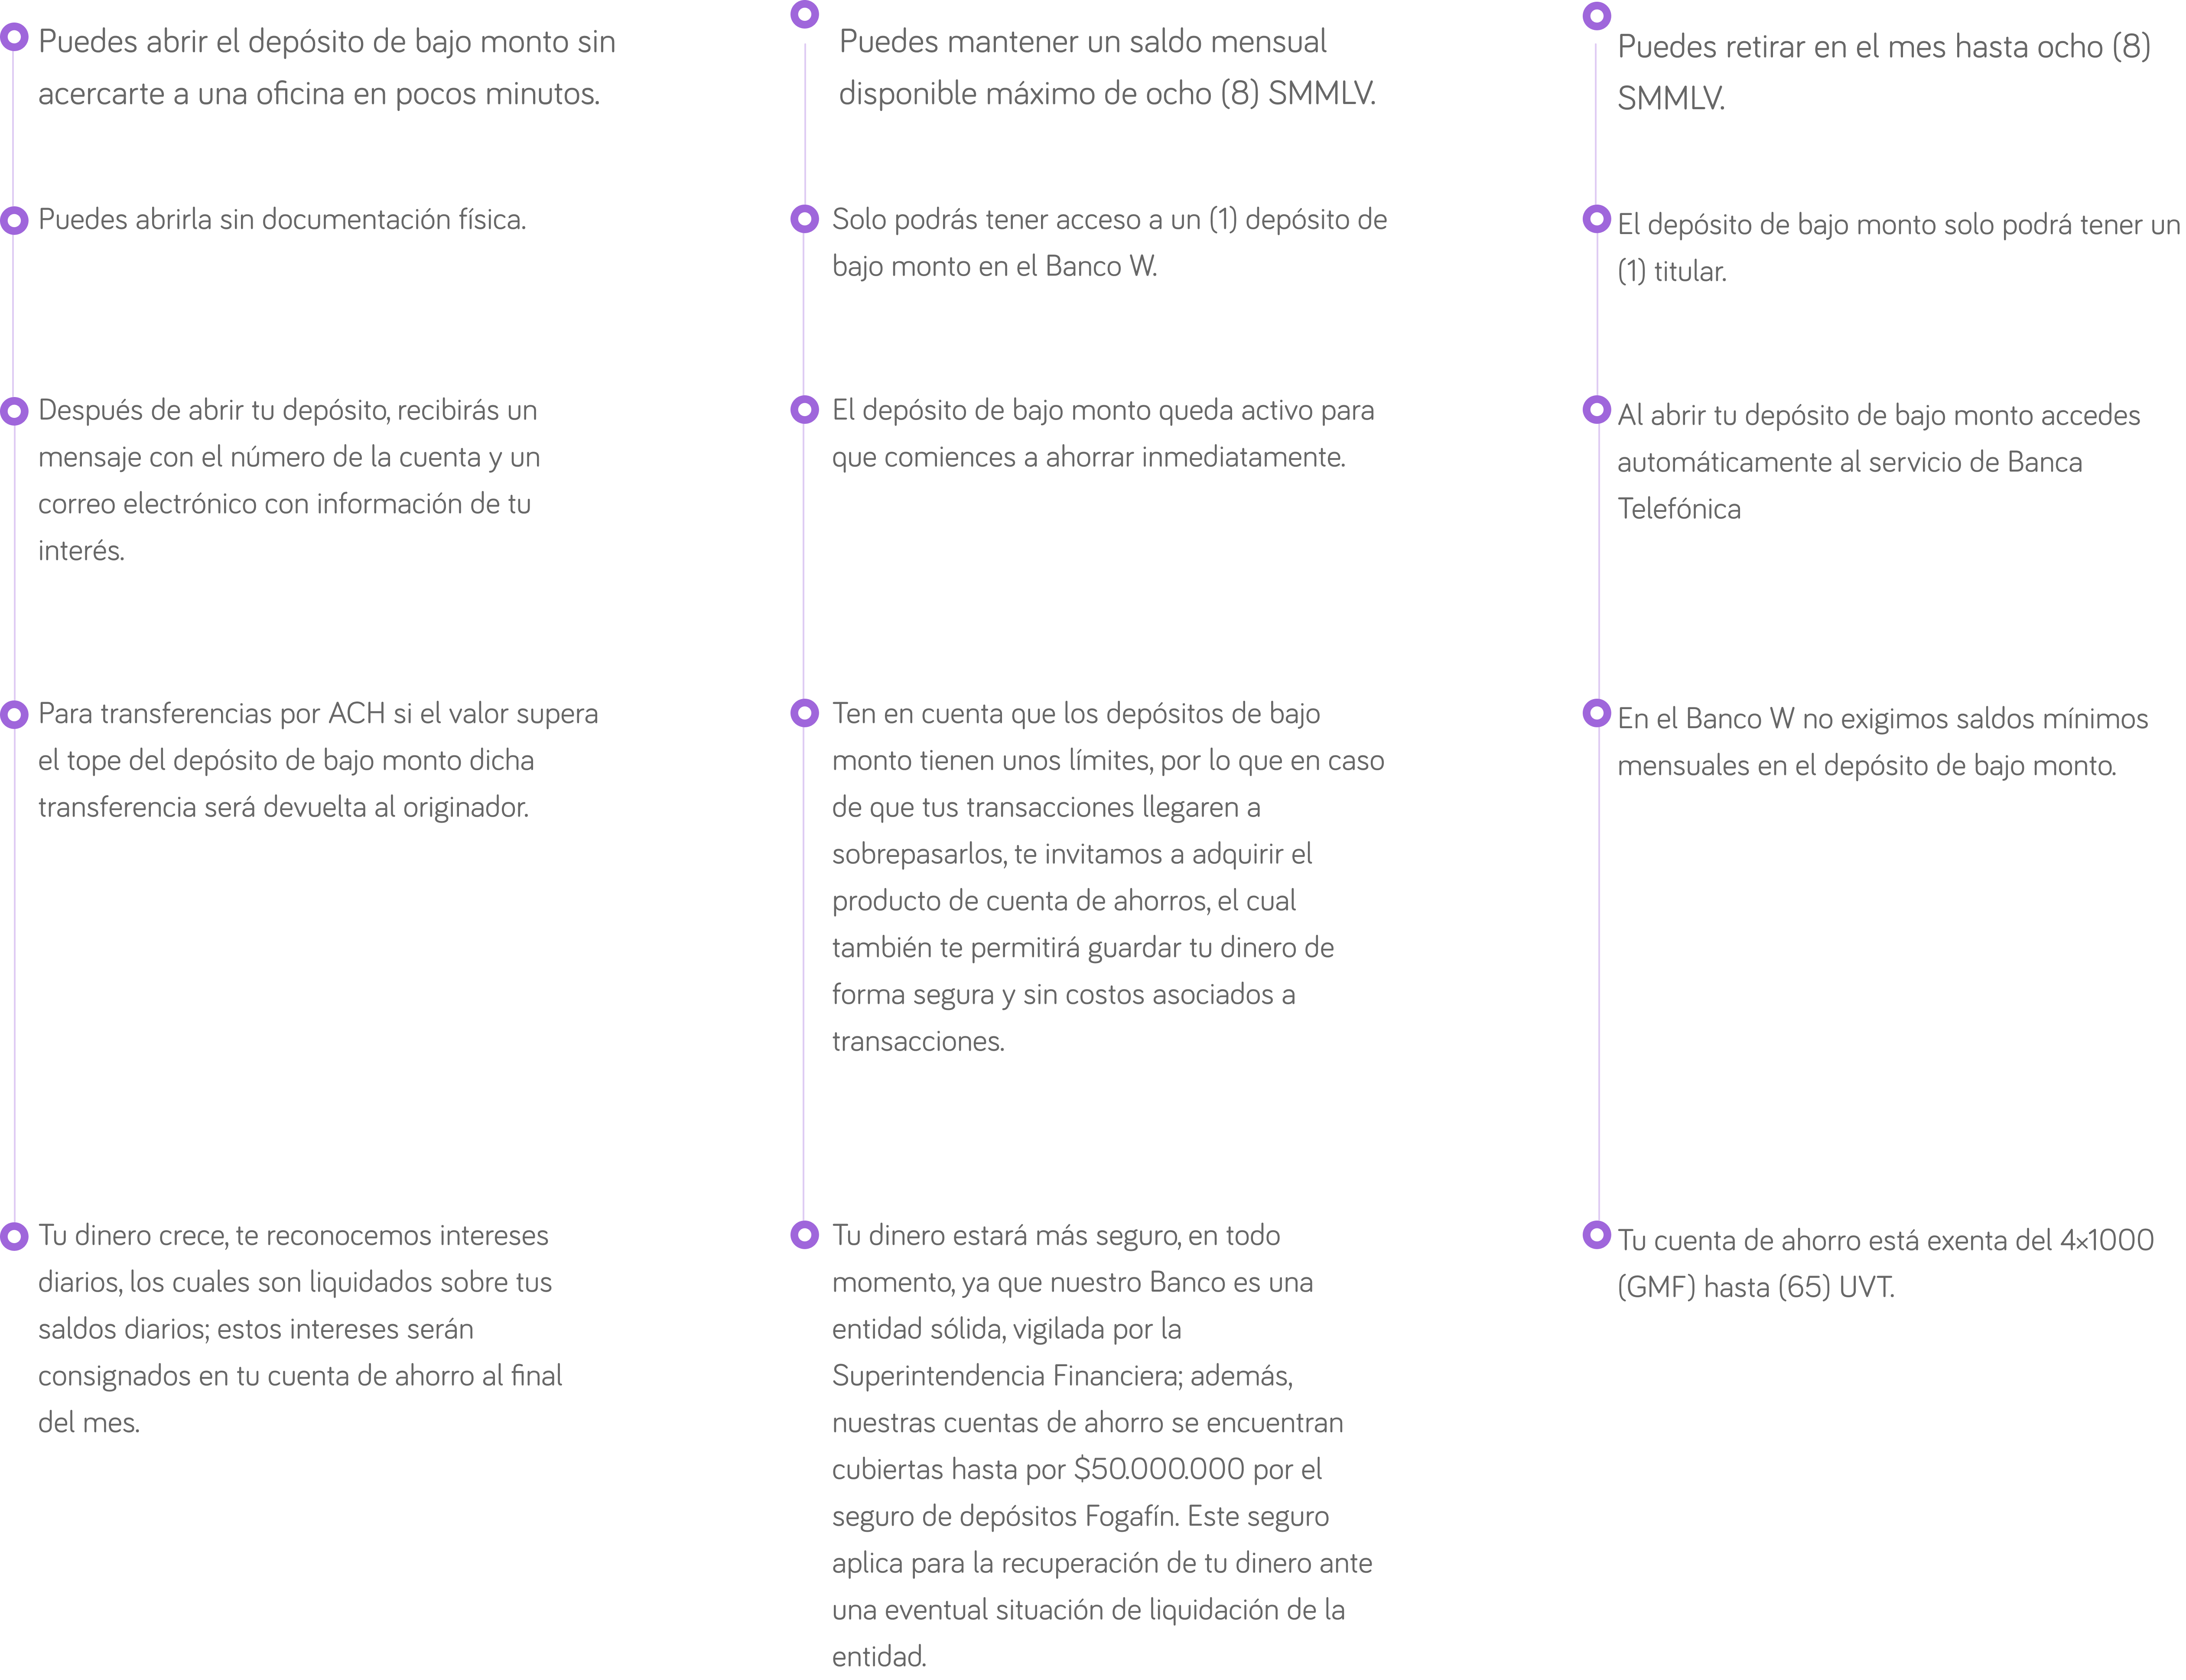 Puedes abrir el depósito de bajo monto sin
acercarte a una oficina en pocos minutos.
Puedes abrirla sin documentación física.
Después de abrir tu depósito, recibirás un
mensaje con el número de la cuenta y un
correo electrónico con información de tu
interés.
Para transferencias por ACH si el valor supera
el tope del depósito de bajo monto dicha
transferencia será devuelta al originador.
Tu dinero crece, te reconocemos intereses
diarios, los cuales son liquidados sobre tus
saldos diarios; estos intereses serán
consignados en tu cuenta de ahorro al final
del mes.
Puedes mantener un saldo mensual
disponible máximo de ocho (8) SMMLV.
Solo podrás tener acceso a un (1) depósito de
bajo monto en el Banco W.
El depósito de bajo monto queda activo para
que comiences a ahorrar inmediatamente.
Ten en cuenta que los depósitos de bajo
monto tienen unos límites, por lo que en caso
de que tus transacciones llegaren a
sobrepasarlos, te invitamos a adquirir el
producto de cuenta de ahorros, el cual
también te permitirá guardar tu dinero de
forma segura y sin costos asociados a
transacciones.
Tu dinero estará más seguro, en todo
momento, ya que nuestro Banco es una
entidad sólida, vigilada por la
Superintendencia Financiera; además,
nuestras cuentas de ahorro se encuentran
cubiertas hasta por $50.000.000 por el
seguro de depósitos Fogafín. Este seguro
aplica para la recuperación de tu dinero ante
una eventual situación de liquidación de la
entidad.
Puedes retirar en el mes hasta ocho (8)
SMMLV.
El depósito de bajo monto solo podrá tener un
(1) titular.
Al abrir tu depósito de bajo monto accedes
automáticamente al servicio de Banca
Telefónica
En el Banco W no exigimos saldos mínimos
mensuales en el depósito de bajo monto.
Tu cuenta de ahorro está exenta del 4×1000
(GMF) hasta (65) UVT.